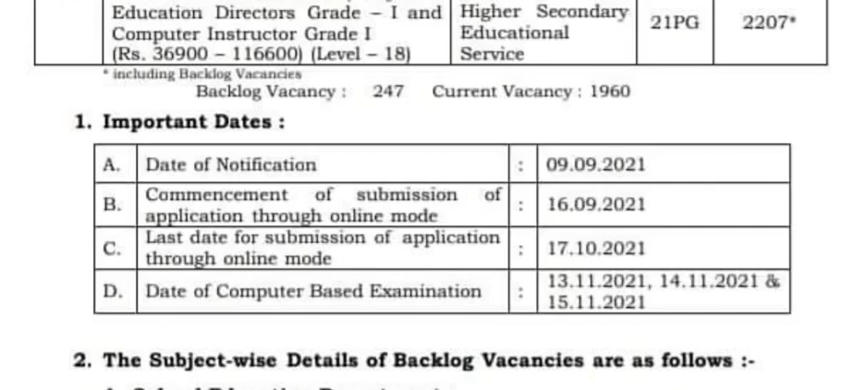 Education Directors Grade – I and
Computer Instructor Grade I
(Rs. 36900 – 116600) (Level – 18)
Higher Secondary
Educational
Service
21PG
2207*
* including Backlog Vacancies
Backlog Vacancy : 247 Current Vacancy : 1960
1. Important Dates :
A. Date of Notification : 09.09.2021
B. Commencement of submission of
application through online mode : 16.09.2021
C. Last date for submission of application
through online mode : 17.10.2021
D. Date of Computer Based Examination : 13.11.2021, 14.11.2021 &
15.11.2021
2. The Subject-wise Details of Backlog Vacancies are as follows :-